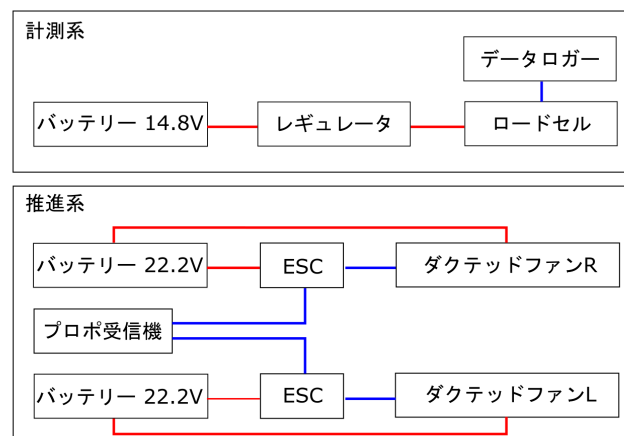 計測系
データロガー
バッテリー 14.8V
レギュレータ
ロードセル
推進系
バッテリー 22.2V
ESC
ダクテッドファンR
プロポ受信機
バッテリー 22.2V
ESC
ダクテッドファンL